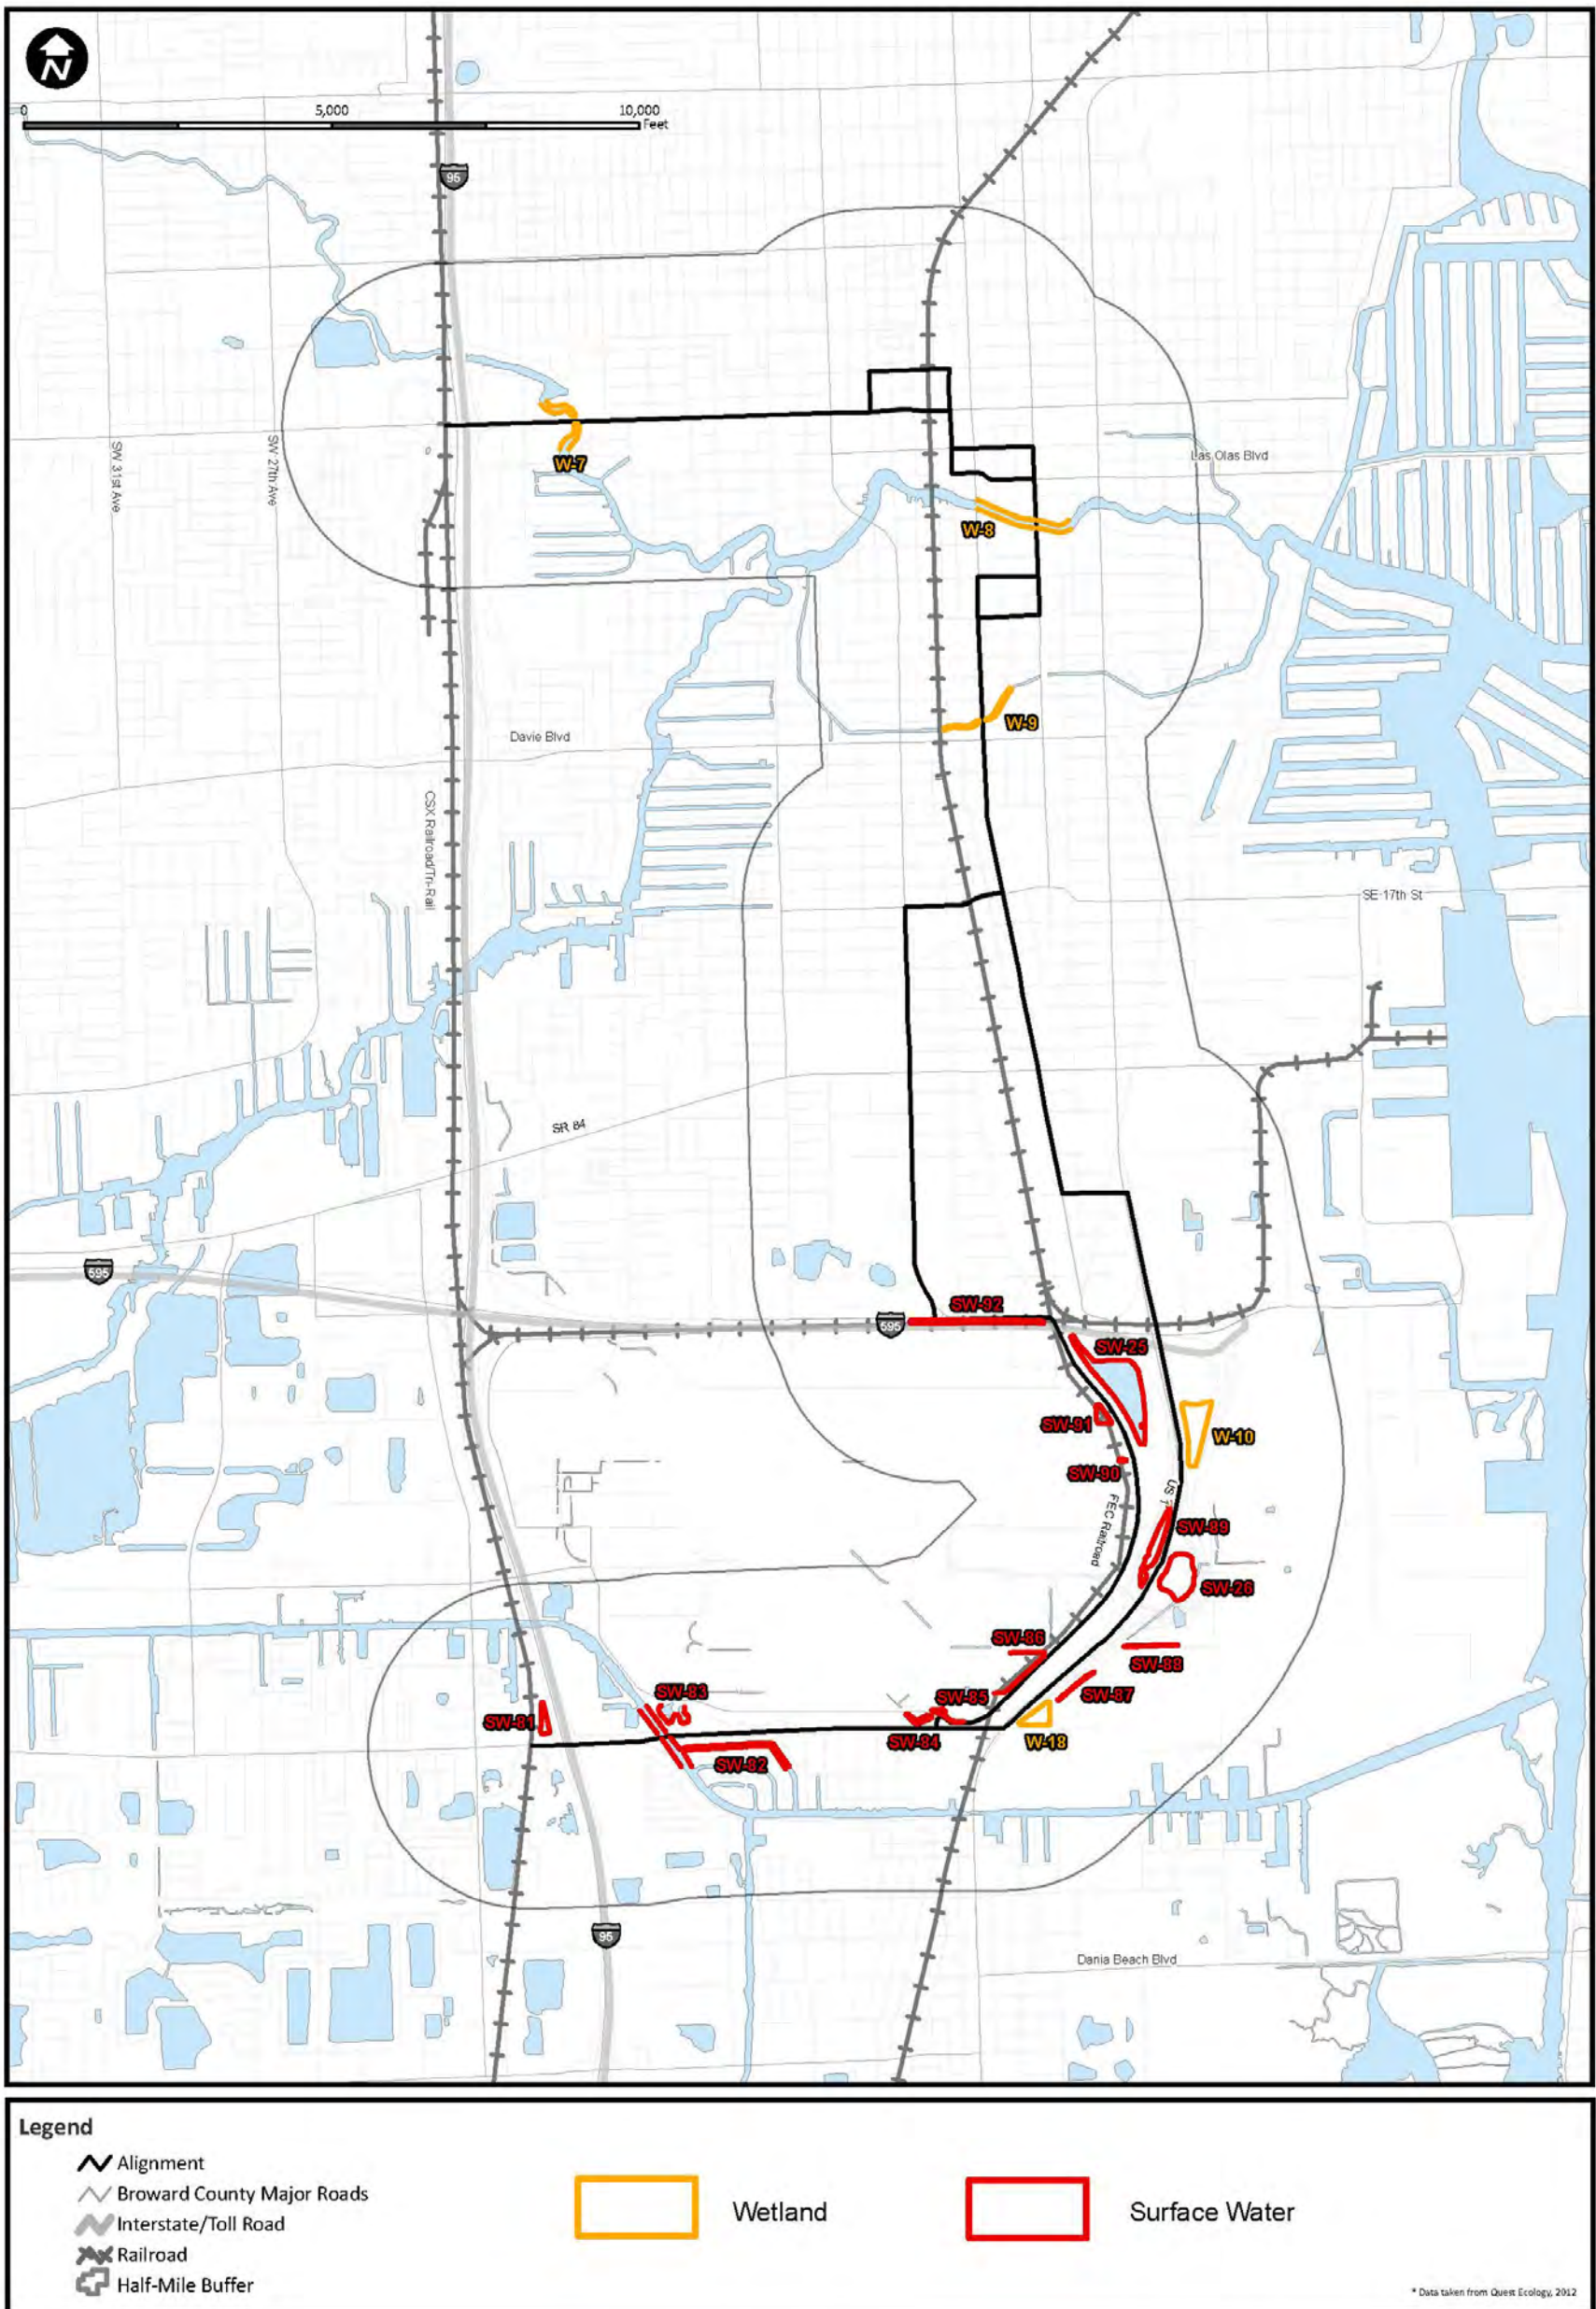 N
0 5,000 10,000
Feet
95
SW 31st Ave
SW 27th Ave
W-7
Las Olas Blvd
W-8
W-9
Davie Blvd
CSX Railroad/Tri-Rail
SE 17th St
SR 84
595
SW-92
595
SW-25
SW-91
W-10
SW-90
US 1
FEC Railroad
SW-89
SW-26
SW-86
SW-88
SW-83
SW-85
SW-87
SW-81
SW-84
W-18
SW-82
95
Dania Beach Blvd
Legend
Alignment
Broward County Major Roads
Interstate/Toll Road
Railroad
Half-Mile Buffer
Wetland
Surface Water
* Data taken from Quest Ecology, 2012